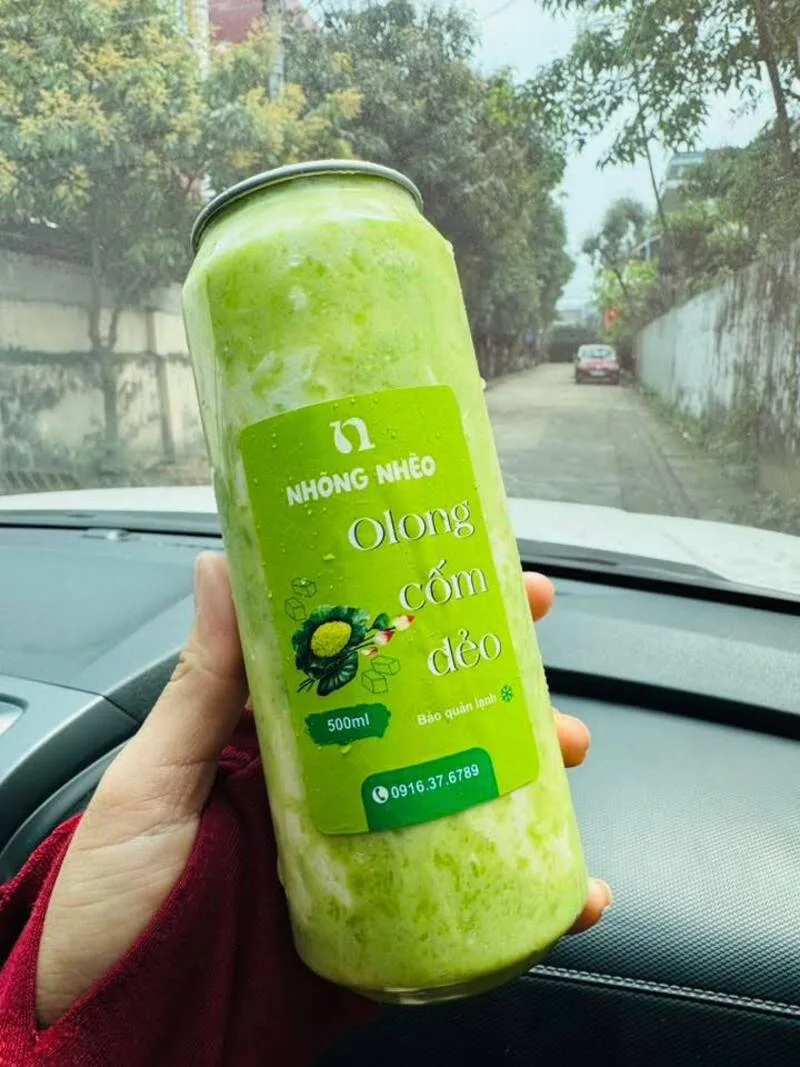 NHÕNG NHẼO
Olong
cốm
dẻo
500ml
Bảo quản lạnh
0916.37.6789